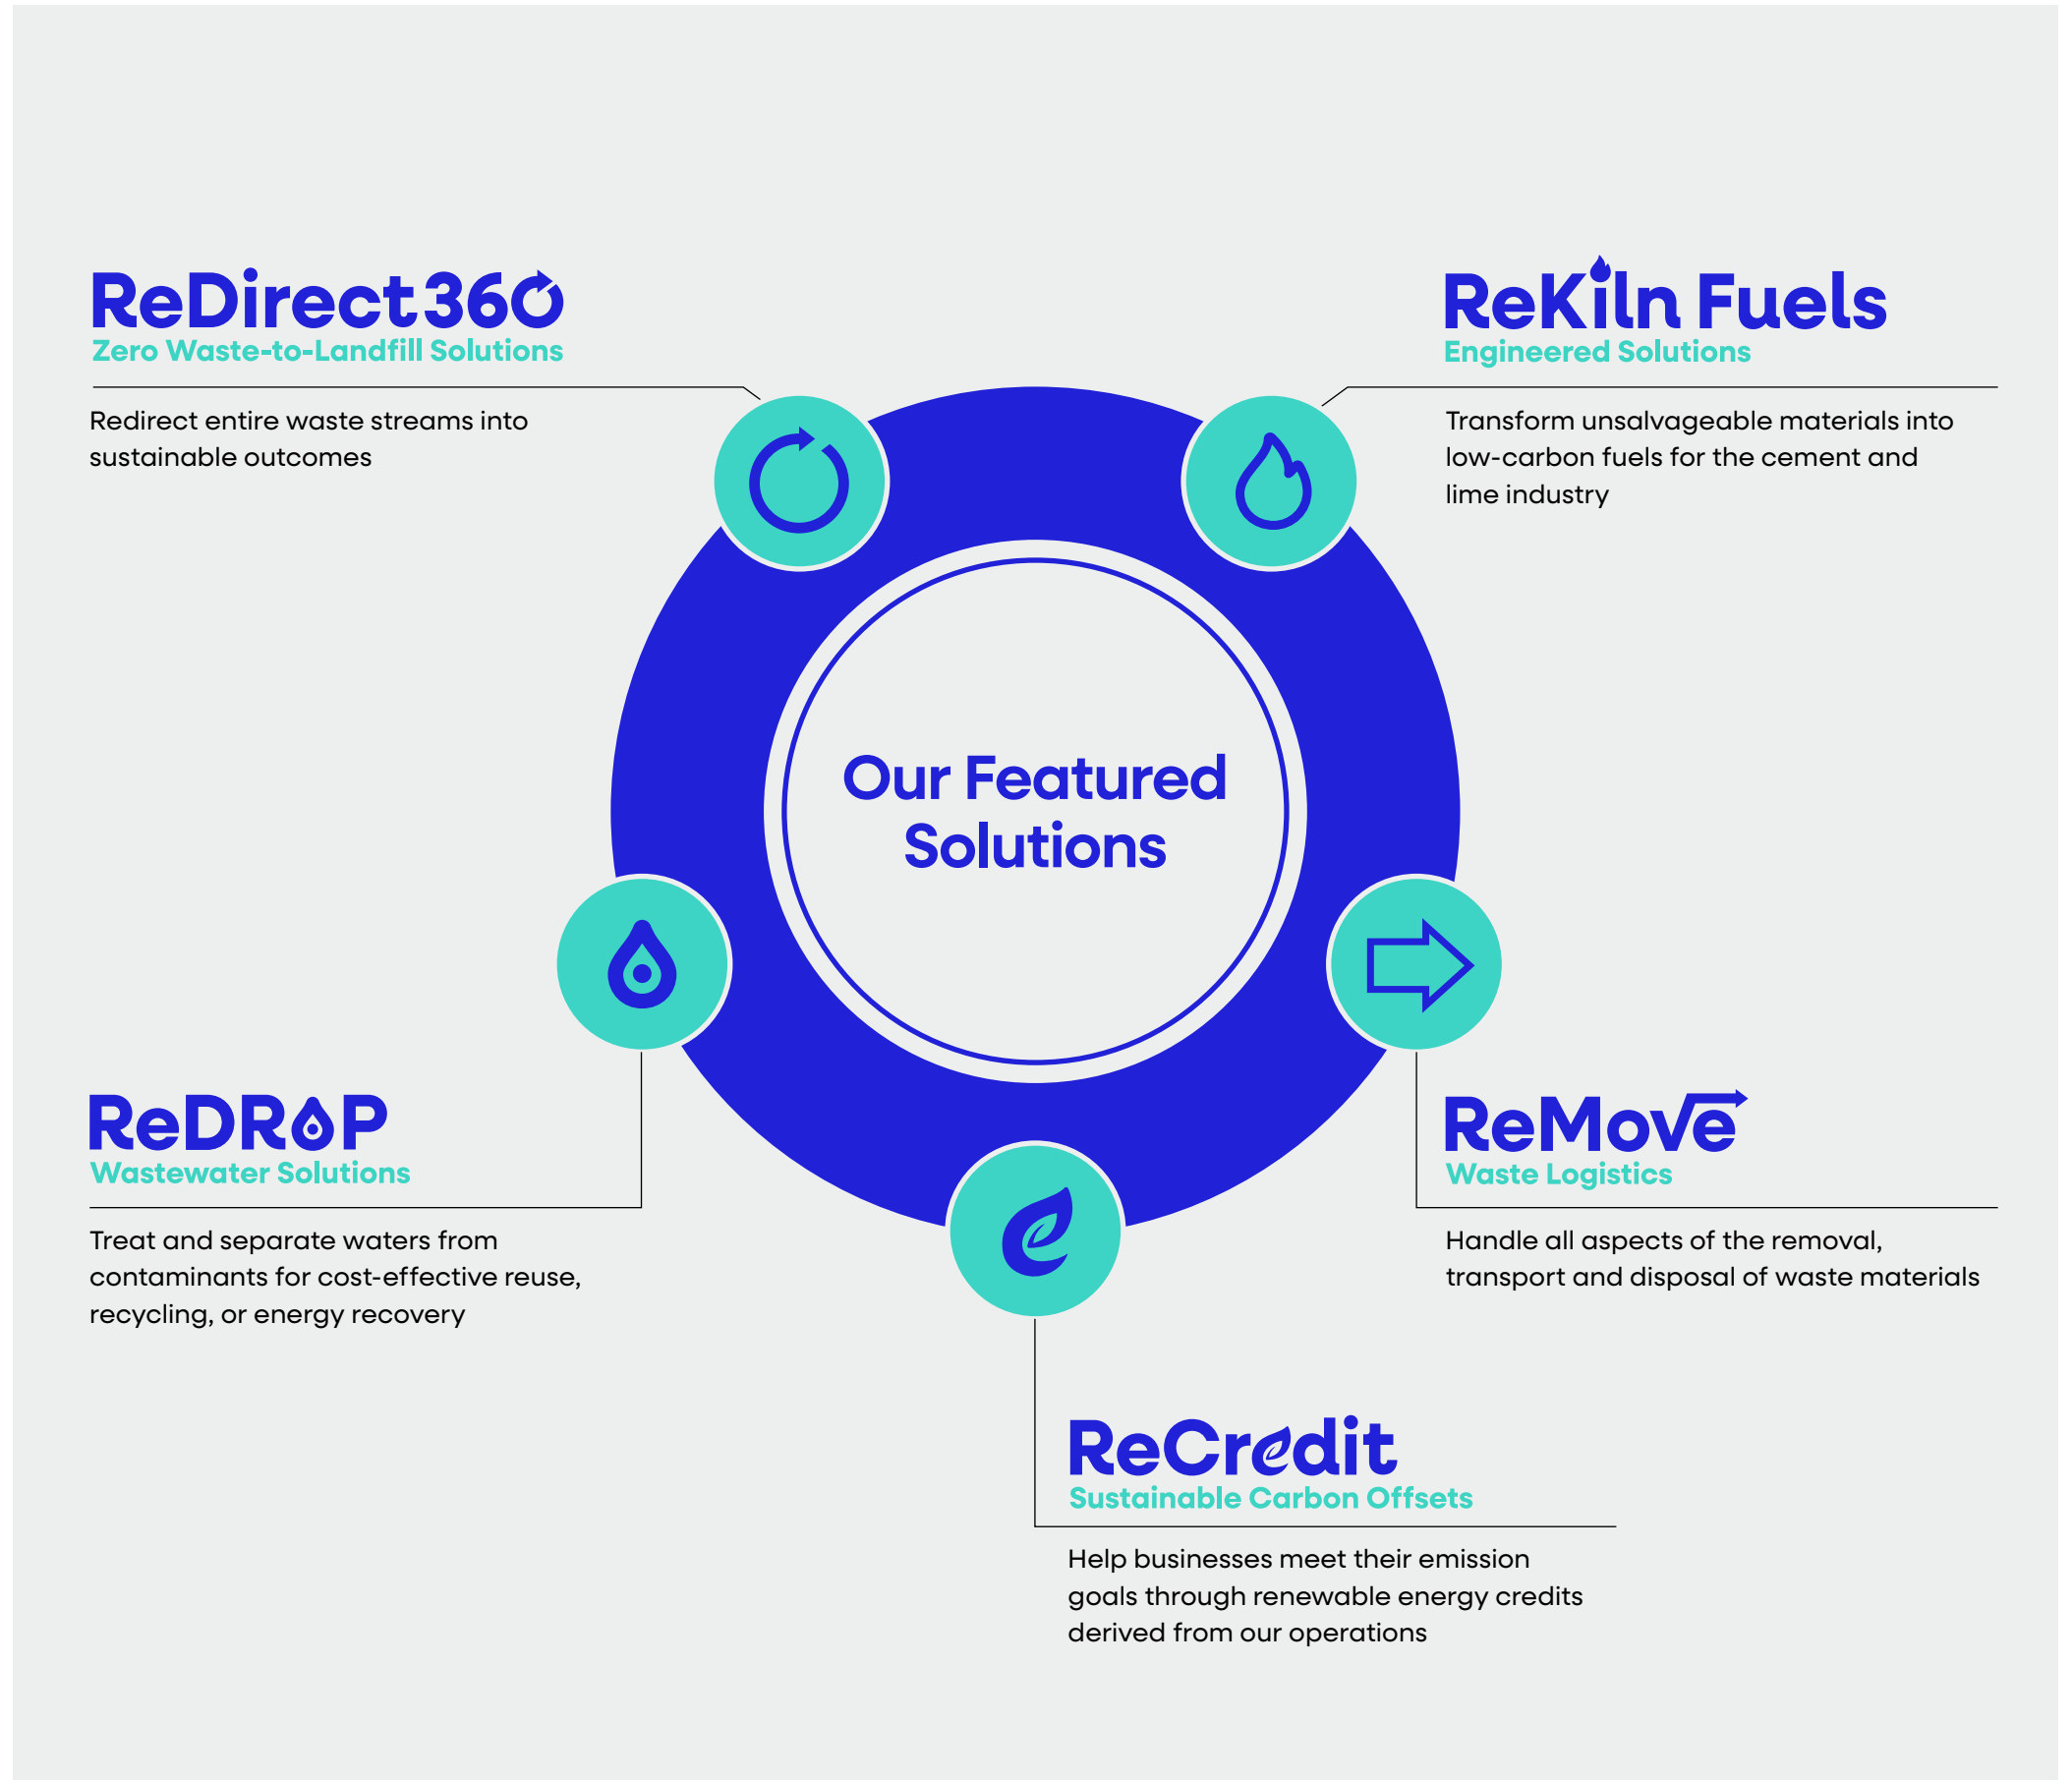 ReDirect360
Zero Waste-to-Landfill Solutions
Redirect entire waste streams into
sustainable outcomes
ReKiln Fuels
Engineered Solutions
Transform unsalvageable materials into
low-carbon fuels for the cement and
lime industry
Our Featured
Solutions
ReDROP
Wastewater Solutions
Treat and separate waters from
contaminants for cost-effective reuse,
recycling, or energy recovery
ReMove
Waste Logistics
Handle all aspects of the removal,
transport and disposal of waste materials
ReCredit
Sustainable Carbon Offsets
Help businesses meet their emission
goals through renewable energy credits
derived from our operations